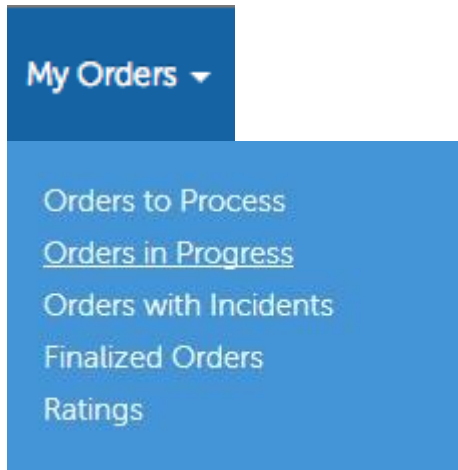 My Orders
Orders to Process
Orders in Progress
Orders with Incidents
Finalized Orders
Ratings